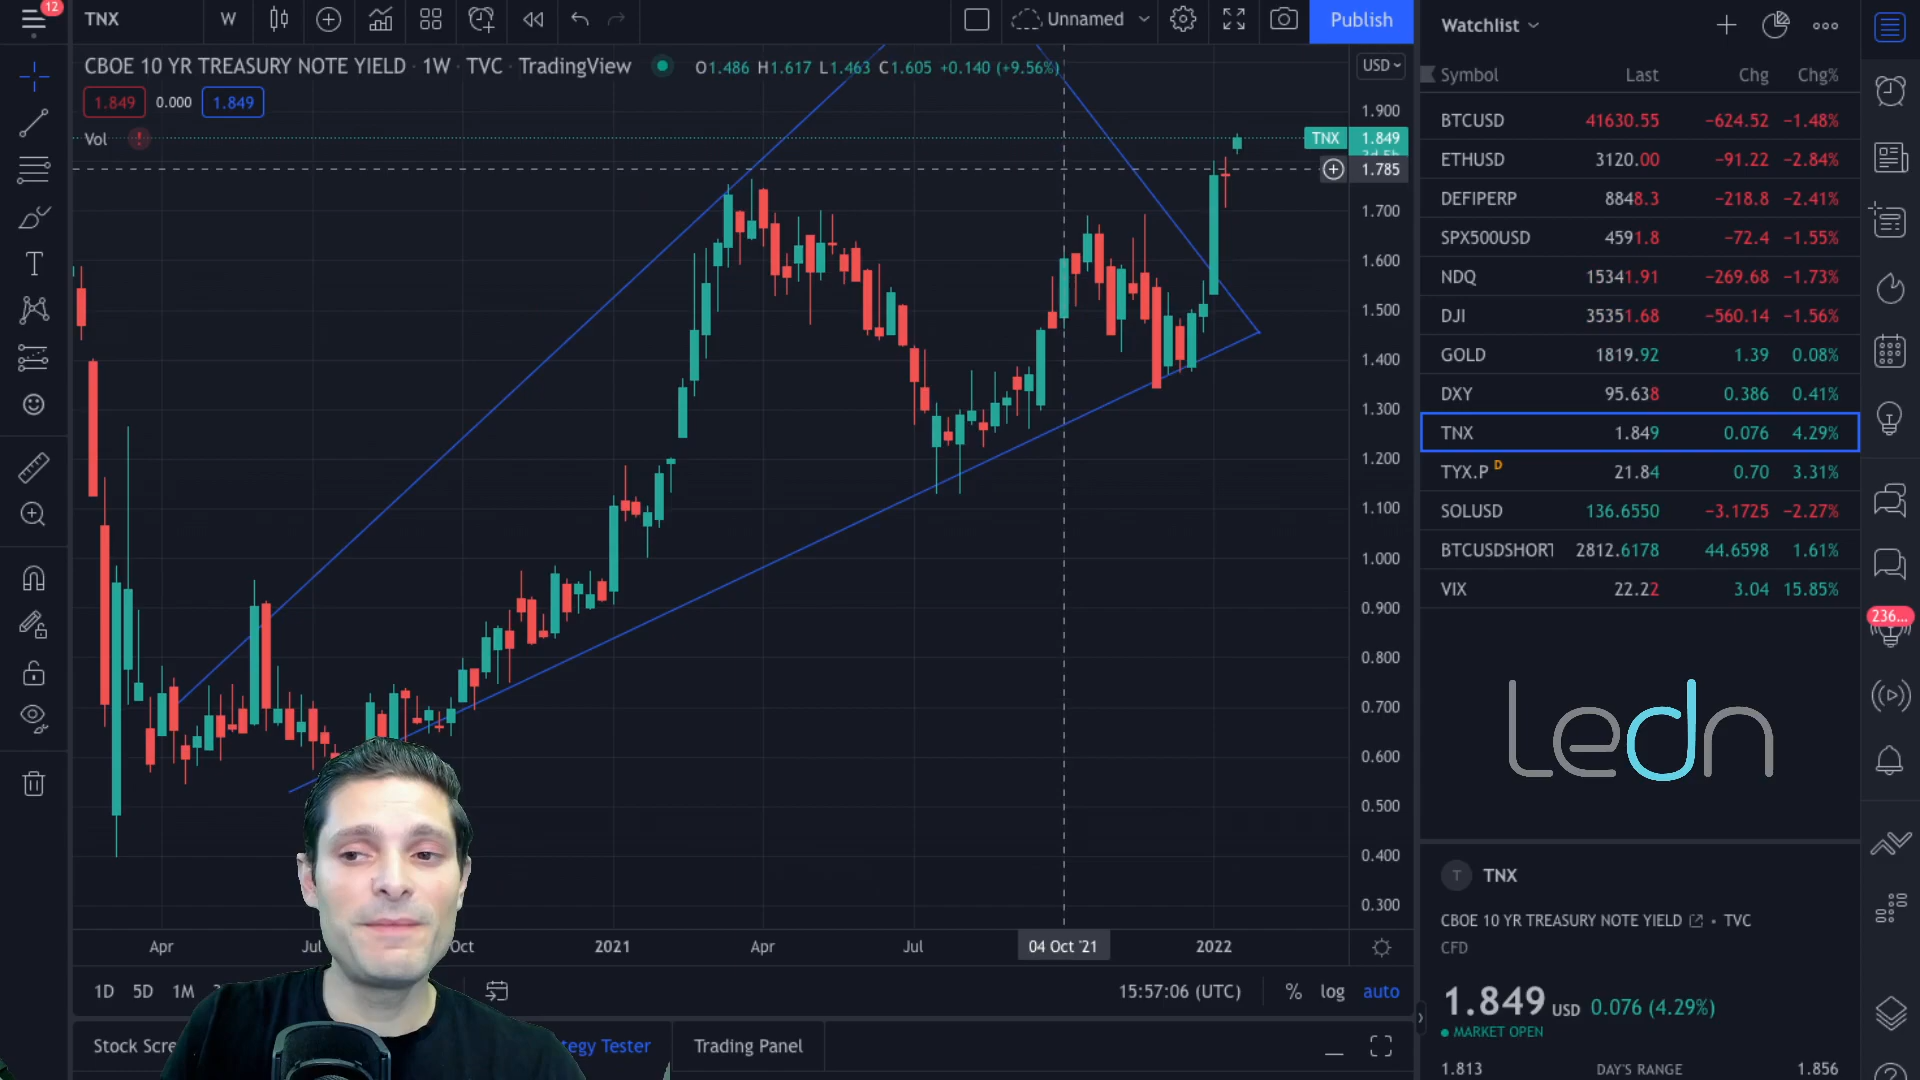 12
TNX
W
Unnamed
Publish
CBOE 10 YR TREASURY NOTE YIELD · 1W · TVC · TradingView
O1.486 H1.617 L1.463 C1.605 +0.140 (+9.56%)
USD
1.849 0.000 1.849
Vol
1.900
TNX 1.849
1.785
1.700
1.600
1.500
1.400
1.300
1.200
1.100
1.000
0.900
0.800
0.700
0.600
0.500
0.400
0.300
Apr Jul Oct 2021 Apr Jul 04 Oct '21 2022
1D 5D 1M
15:57:06 (UTC) % log auto
Stock Scre
tegy Tester
Trading Panel
Watchlist
Symbol Last Chg Chg%
BTCUSD 41630.55 −624.52 −1.48%
ETHUSD 3120.00 −91.22 −2.84%
DEFIPERP 8848.3 −218.8 −2.41%
SPX500USD 4591.8 −72.4 −1.55%
NDQ 15341.91 −269.68 −1.73%
DJI 35351.68 −560.14 −1.56%
GOLD 1819.92 1.39 0.08%
DXY 95.638 0.386 0.41%
TNX 1.849 0.076 4.29%
TYX.P D 21.84 0.70 3.31%
SOLUSD 136.6550 −3.1725 −2.27%
BTCUSDSHORT 2812.6178 44.6598 1.61%
VIX 22.22 3.04 15.85%
236...
ledn
T TNX
CBOE 10 YR TREASURY NOTE YIELD • TVC
CFD
1.849 USD 0.076 (4.29%)
MARKET OPEN
1.813 DAY'S RANGE 1.856